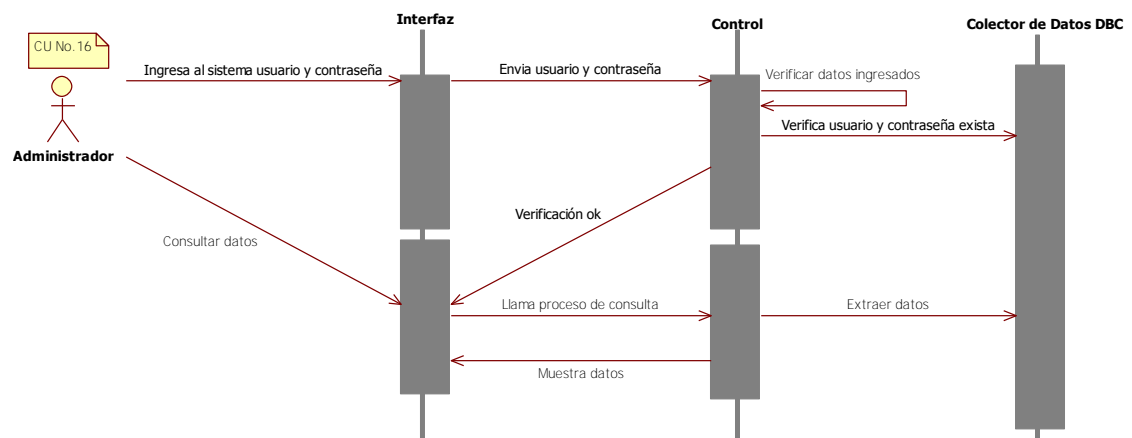 Interfaz
Control
Colector de Datos DBC
CU No.16
Ingresa al sistema usuario y contraseña
Envia usuario y contraseña
Verificar datos ingresados
Verifica usuario y contraseña exista
Administrador
Verificación ok
Consultar datos
Llama proceso de consulta
Extraer datos
Muestra datos